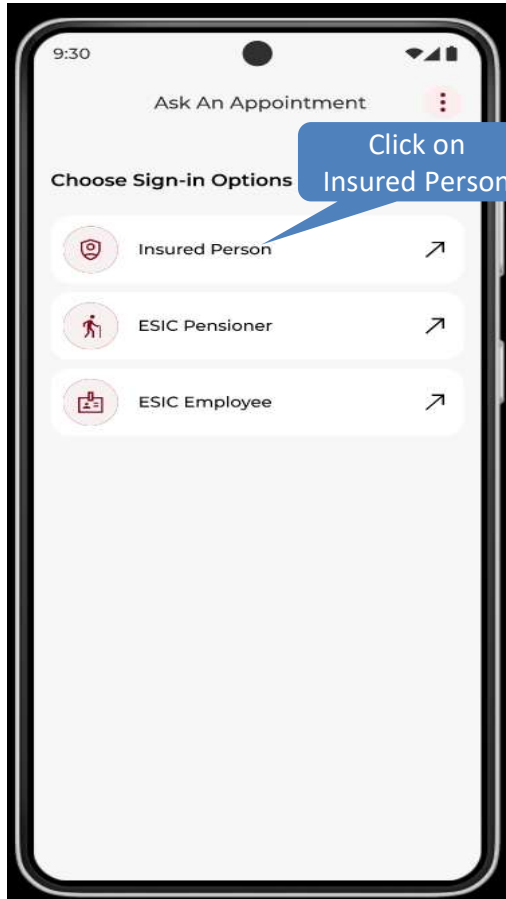 9:30
Ask An Appointment
Click on
Insured Person
Choose Sign-in Options
Insured Person
ESIC Pensioner
ESIC Employee